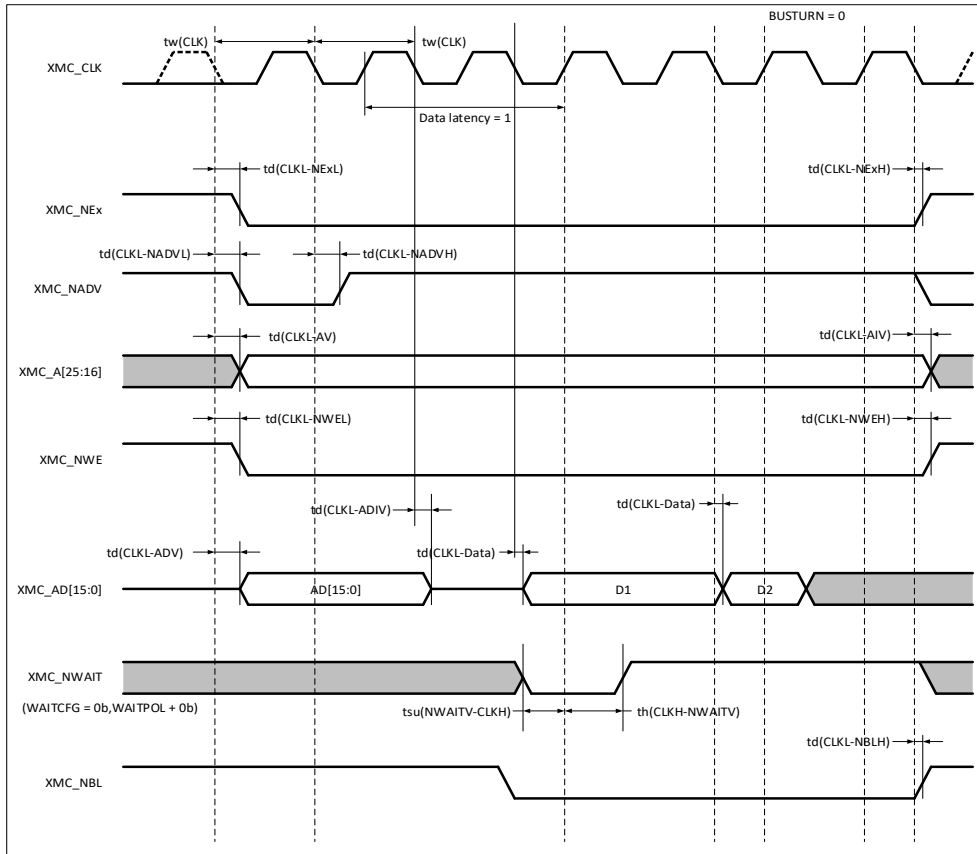 BUSTURN = 0
tw(CLK)
tw(CLK)
XMC_CLK
Data latency = 1
td(CLKL-NExL)
td(CLKL-NExH)
XMC_NEx
td(CLKL-NADVL)
td(CLKL-NADVH)
XMC_NADV
td(CLKL-AV)
td(CLKL-AIV)
XMC_A[25:16]
td(CLKL-NWEL)
td(CLKL-NWEH)
XMC_NWE
td(CLKL-ADIV)
td(CLKL-Data)
td(CLKL-ADV)
td(CLKL-Data)
XMC_AD[15:0]
AD[15:0]
D1
D2
XMC_NWAIT
(WAITCFG = 0b,WAITPOL + 0b)
tsu(NWAITV-CLKH)
th(CLKH-NWAITV)
td(CLKL-NBLH)
XMC_NBL